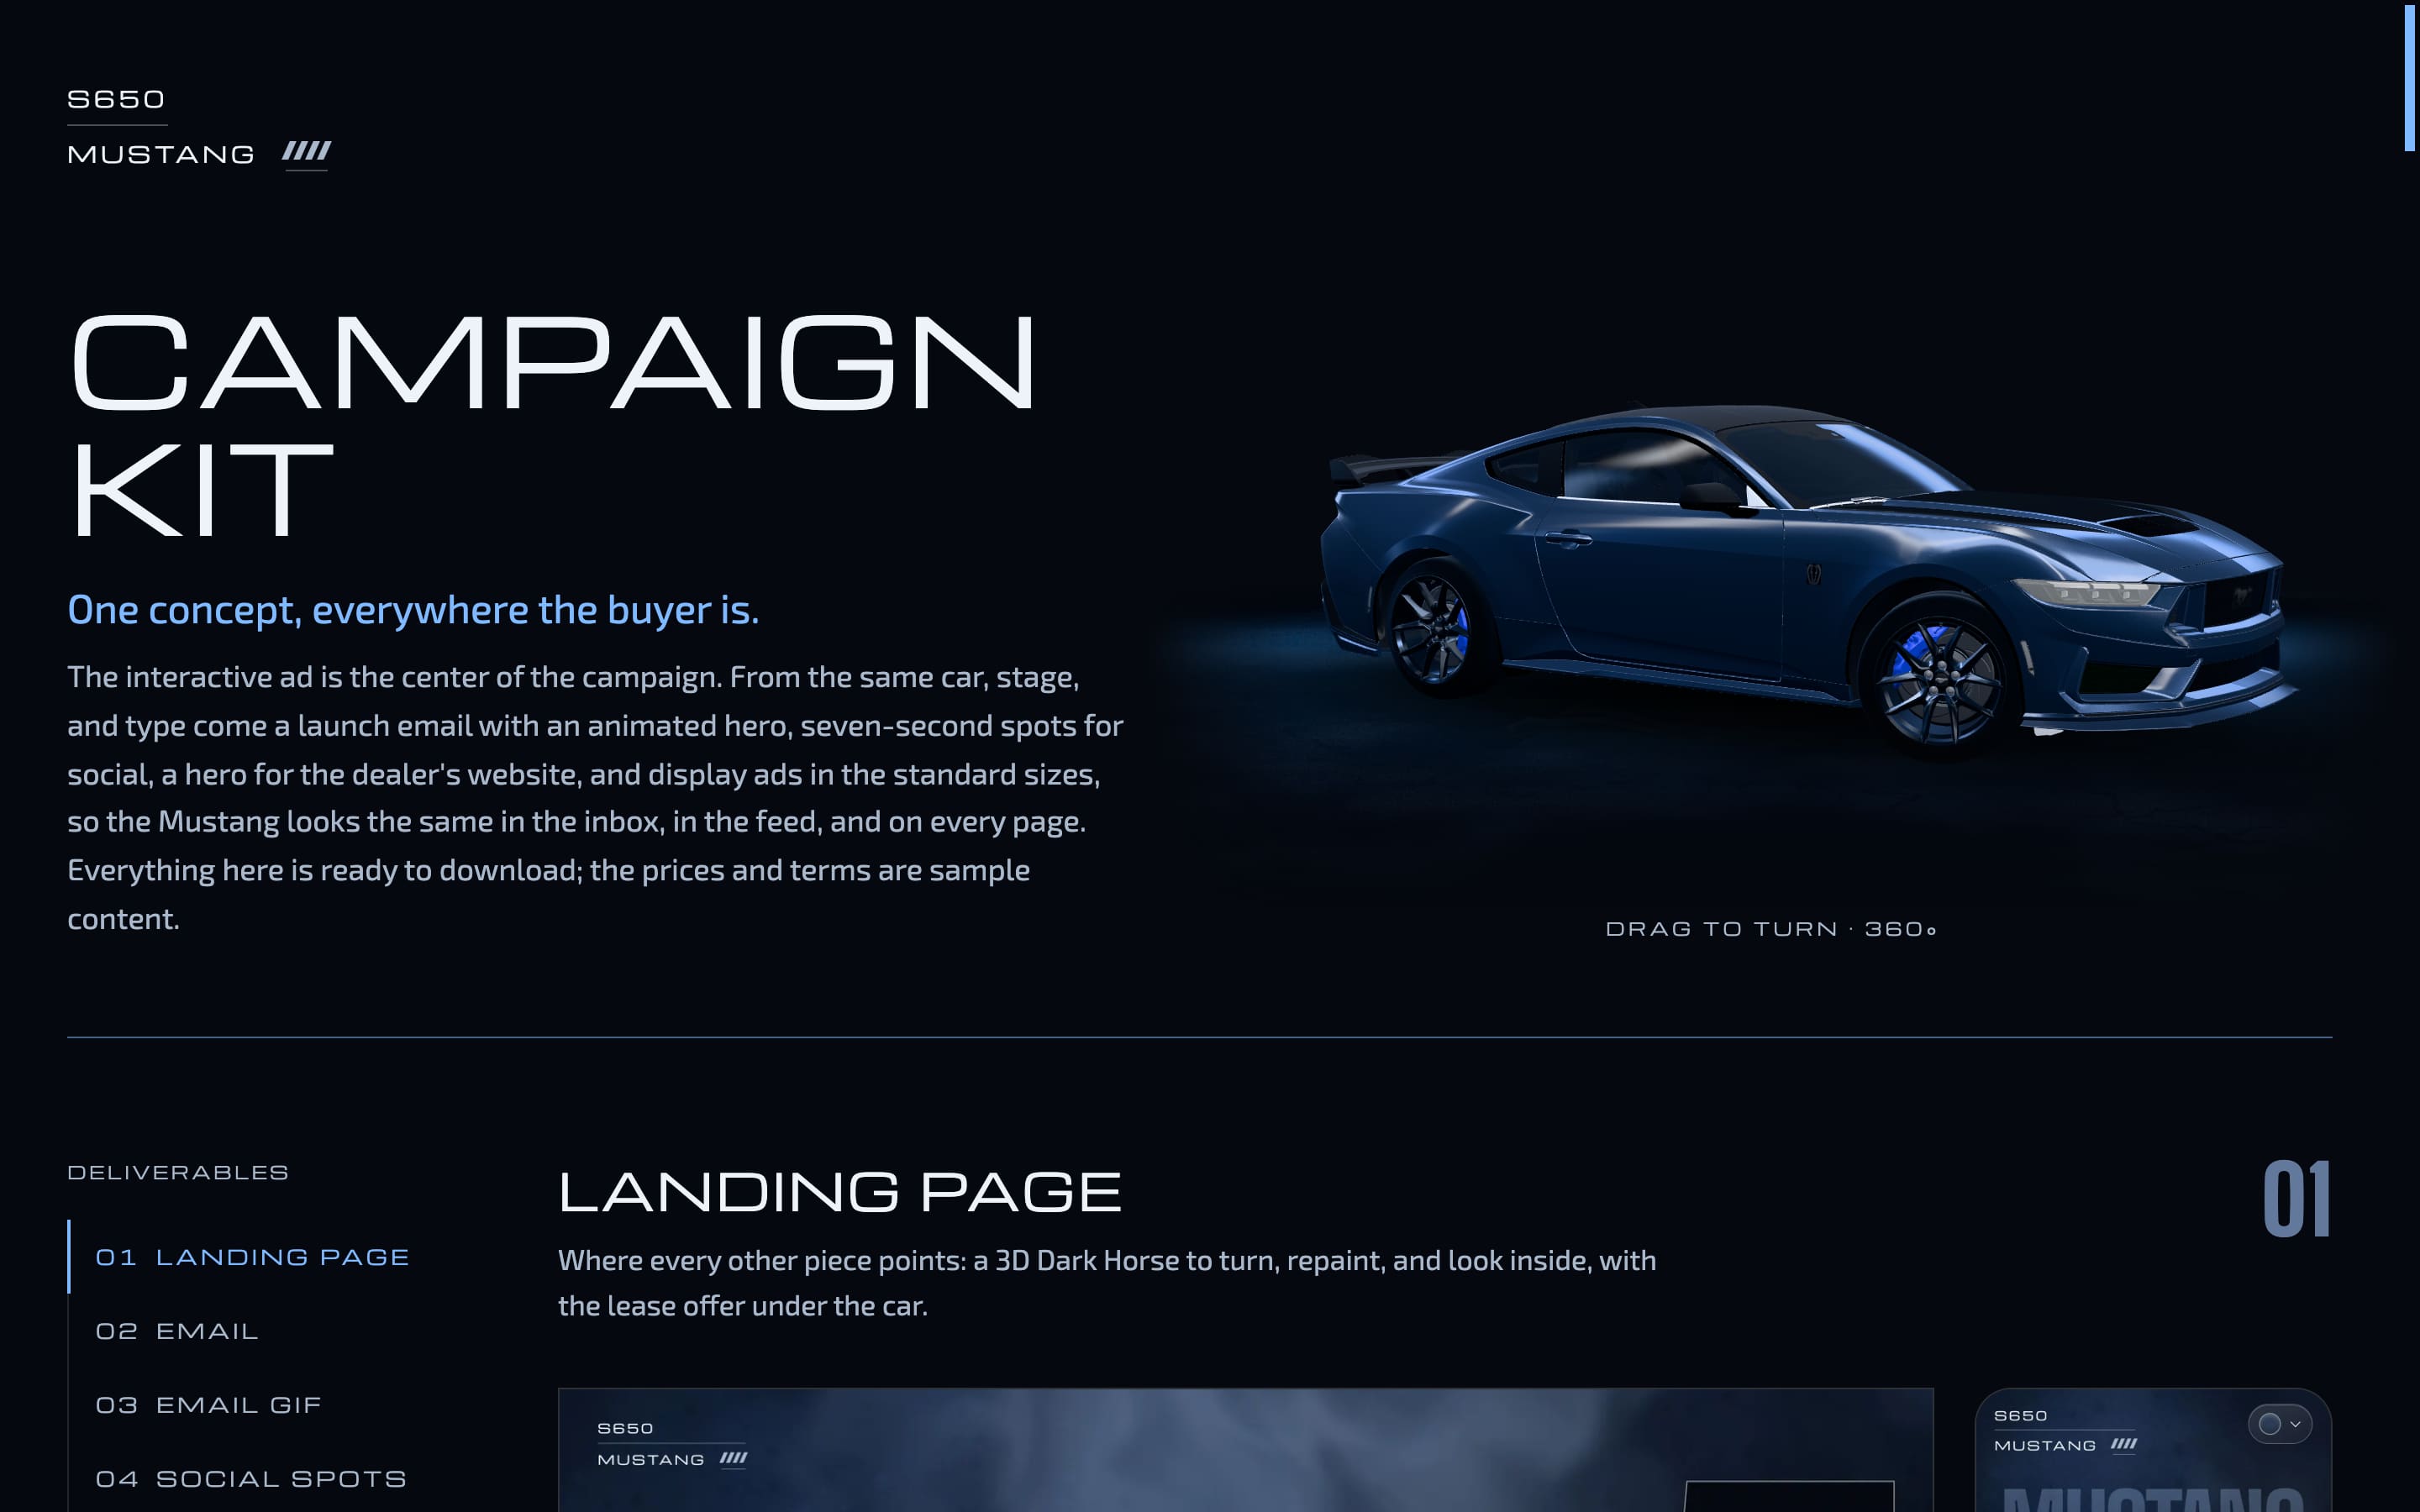 S650
MUSTANG
CAMPAIGN
KIT
One concept, everywhere the buyer is.
The interactive ad is the center of the campaign. From the same car, stage,
and type come a launch email with an animated hero, seven-second spots for
social, a hero for the dealer's website, and display ads in the standard sizes,
so the Mustang looks the same in the inbox, in the feed, and on every page.
Everything here is ready to download; the prices and terms are sample
content.
DRAG TO TURN · 360°
DELIVERABLES
01 LANDING PAGE
02 EMAIL
03 EMAIL GIF
04 SOCIAL SPOTS
LANDING PAGE
01
Where every other piece points: a 3D Dark Horse to turn, repaint, and look inside, with
the lease offer under the car.
S650
MUSTANG
S650
MUSTANG
MUSTANG